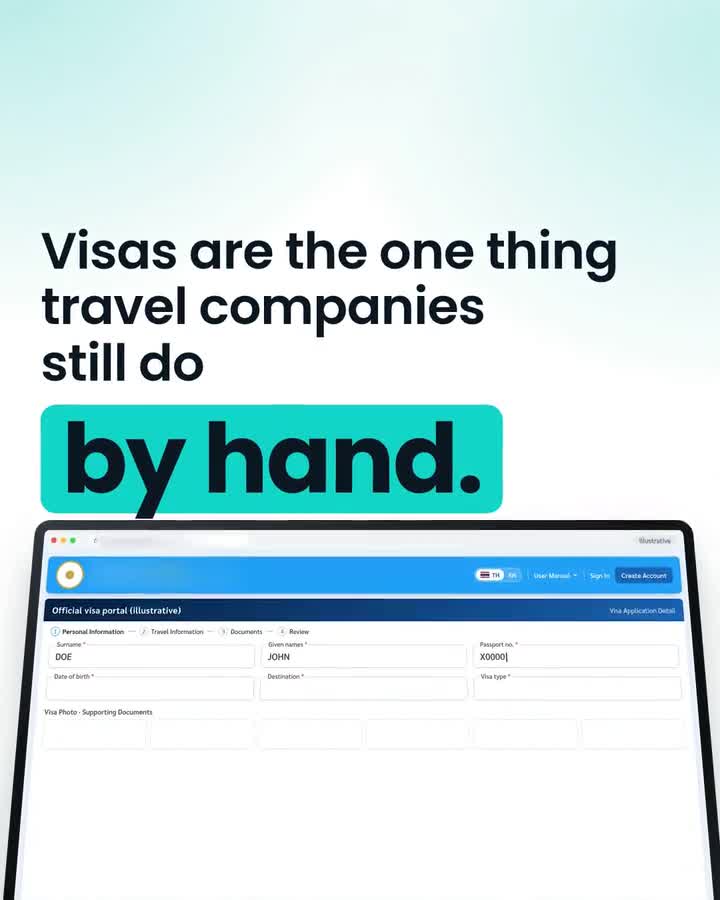 Visas are the one thing
travel companies
still do
by hand.
Illustrative
TH EN User Manual Sign In Create Account
Official visa portal (illustrative) Visa Application Detail
1 Personal Information 2 Travel Information 3 Documents 4 Review
Surname * Given names * Passport no. *
DOE JOHN X0000
Date of birth * Destination * Visa type *
Visa Photo · Supporting Documents